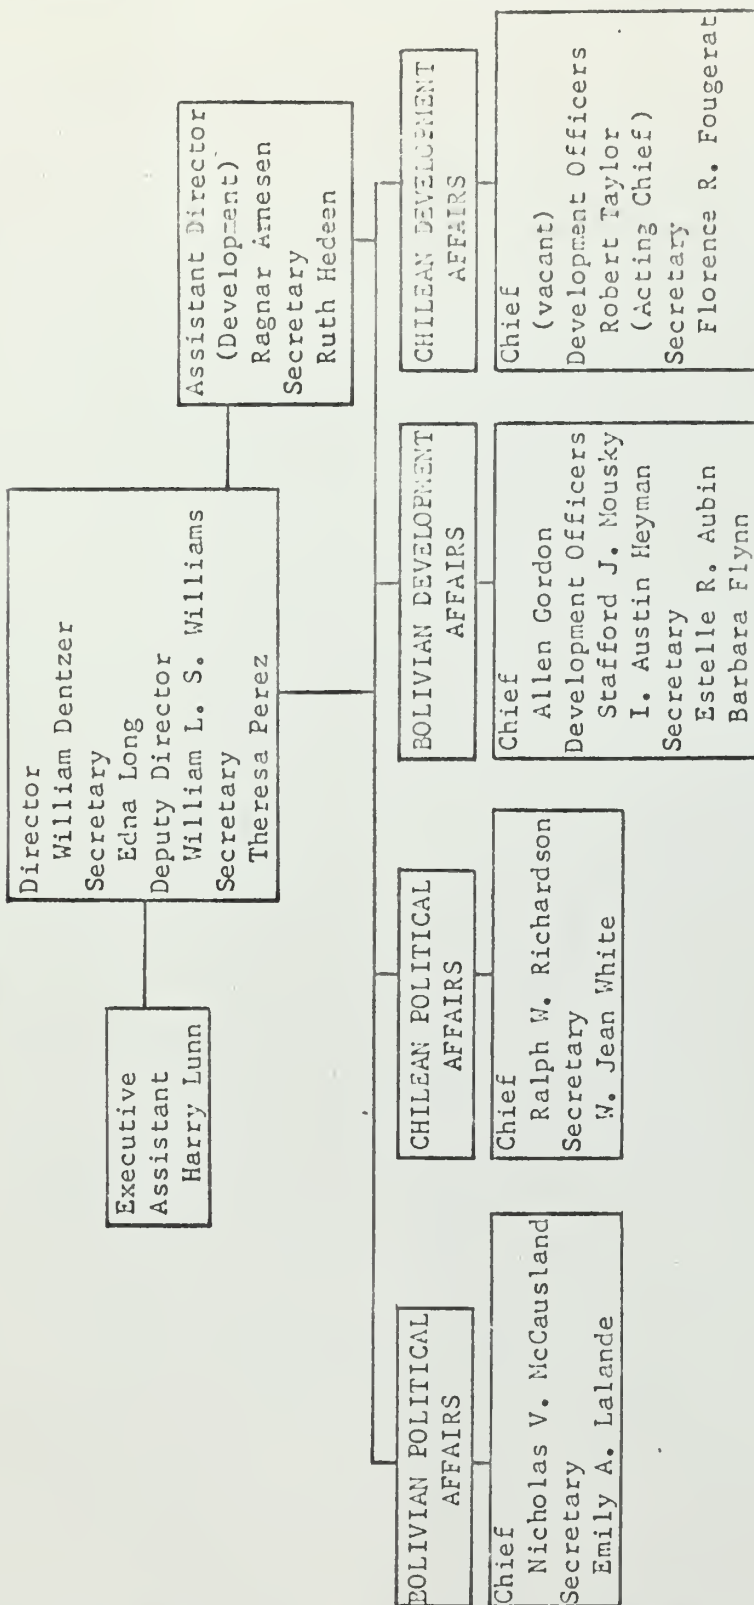 Director
William Dentzer
Secretary
Edna Long
Deputy Director
William L. S. Williams
Secretary
Theresa Perez
Executive
Assistant
Harry Lunn
Assistant Director
(Development)
Ragnar Arnesen
Secretary
Ruth Hedeen
BOLIVIAN POLITICAL
AFFAIRS
Chief
Nicholas V. McCausland
Secretary
Emily A. Lalande
CHILEAN POLITICAL
AFFAIRS
Chief
Ralph W. Richardson
Secretary
W. Jean White
BOLIVIAN DEVELOPMENT
AFFAIRS
Chief
Allen Gordon
Development Officers
Stafford J. Mousky
I. Austin Heyman
Secretary
Estelle R. Aubin
Barbara Flynn
CHILEAN DEVELOPMENT
AFFAIRS
Chief
(vacant)
Development Officers
Robert Taylor
(Acting Chief)
Secretary
Florence R. Fougerat